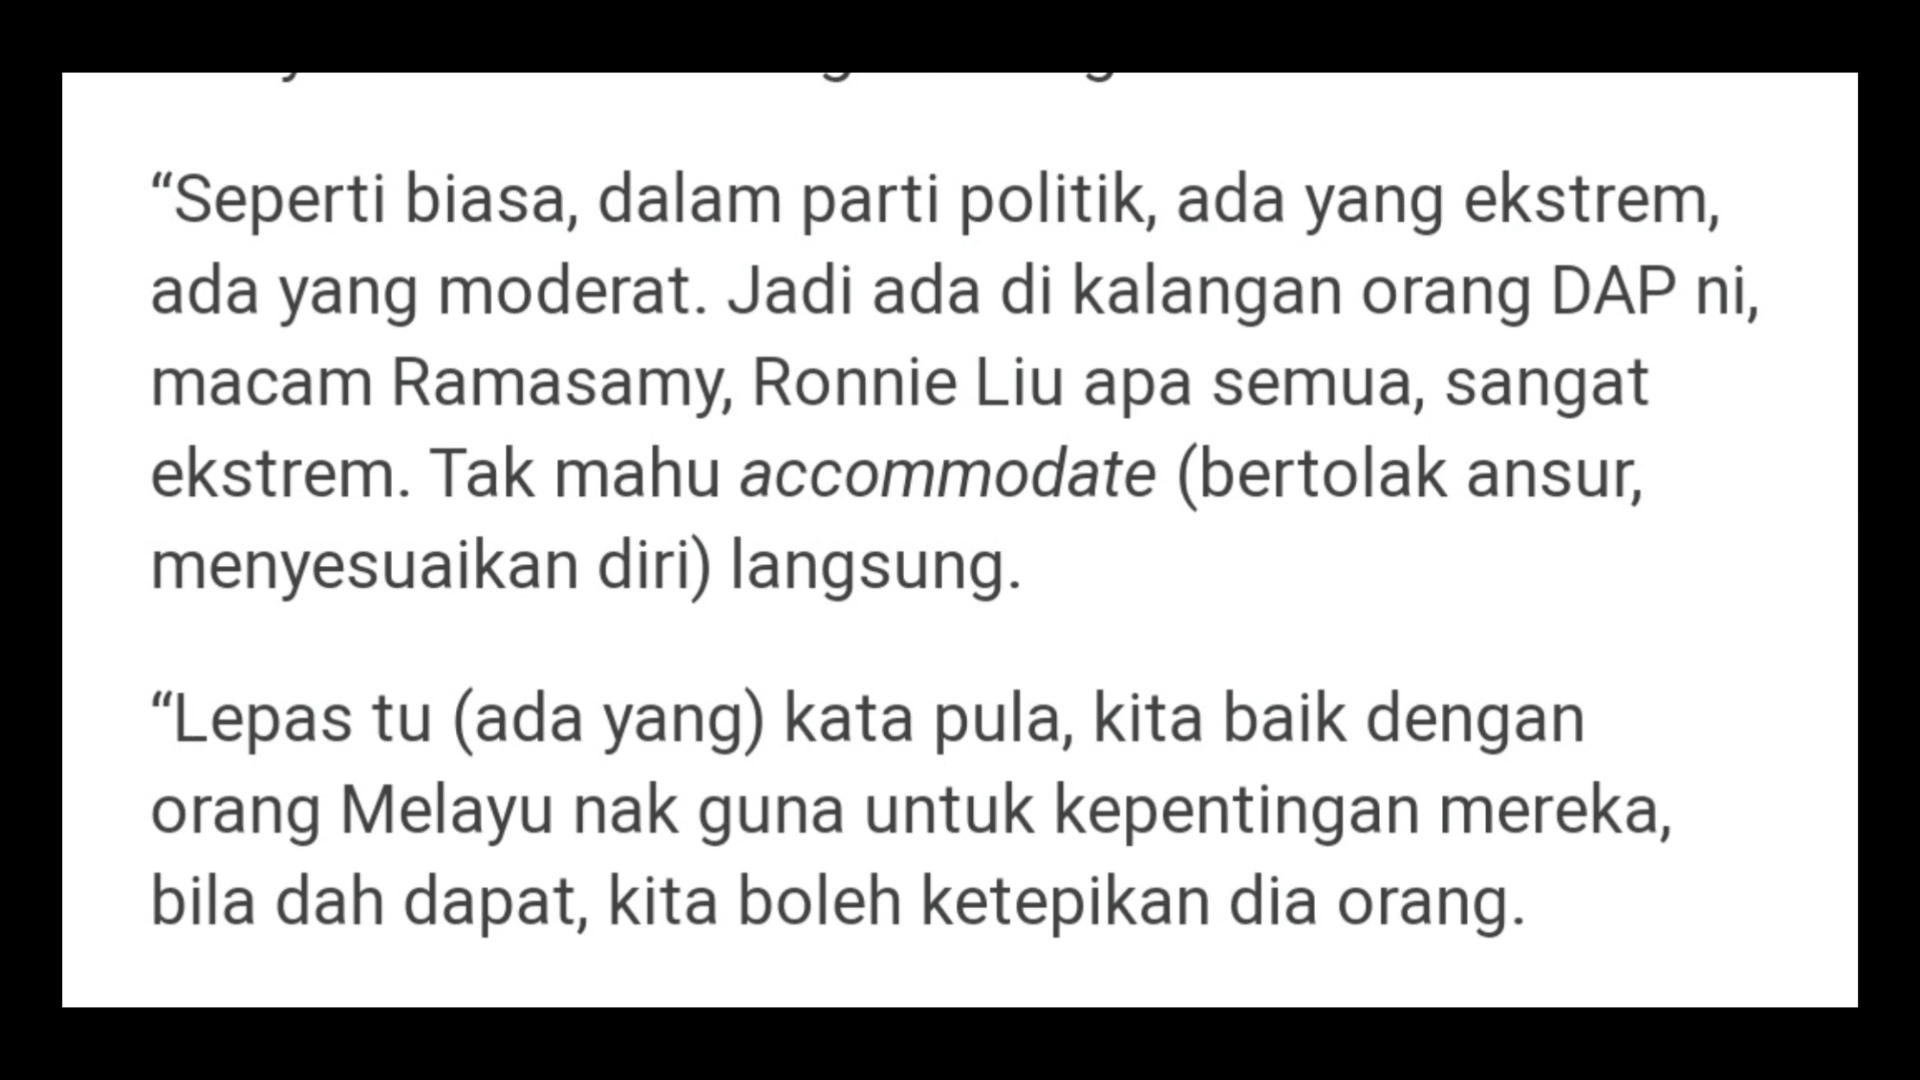 “Seperti biasa, dalam parti politik, ada yang ekstrem,
ada yang moderat. Jadi ada di kalangan orang DAP ni,
macam Ramasamy, Ronnie Liu apa semua, sangat
ekstrem. Tak mahu accommodate (bertolak ansur,
menyesuaikan diri) langsung.
“Lepas tu (ada yang) kata pula, kita baik dengan
orang Melayu nak guna untuk kepentingan mereka,
bila dah dapat, kita boleh ketepikan dia orang.